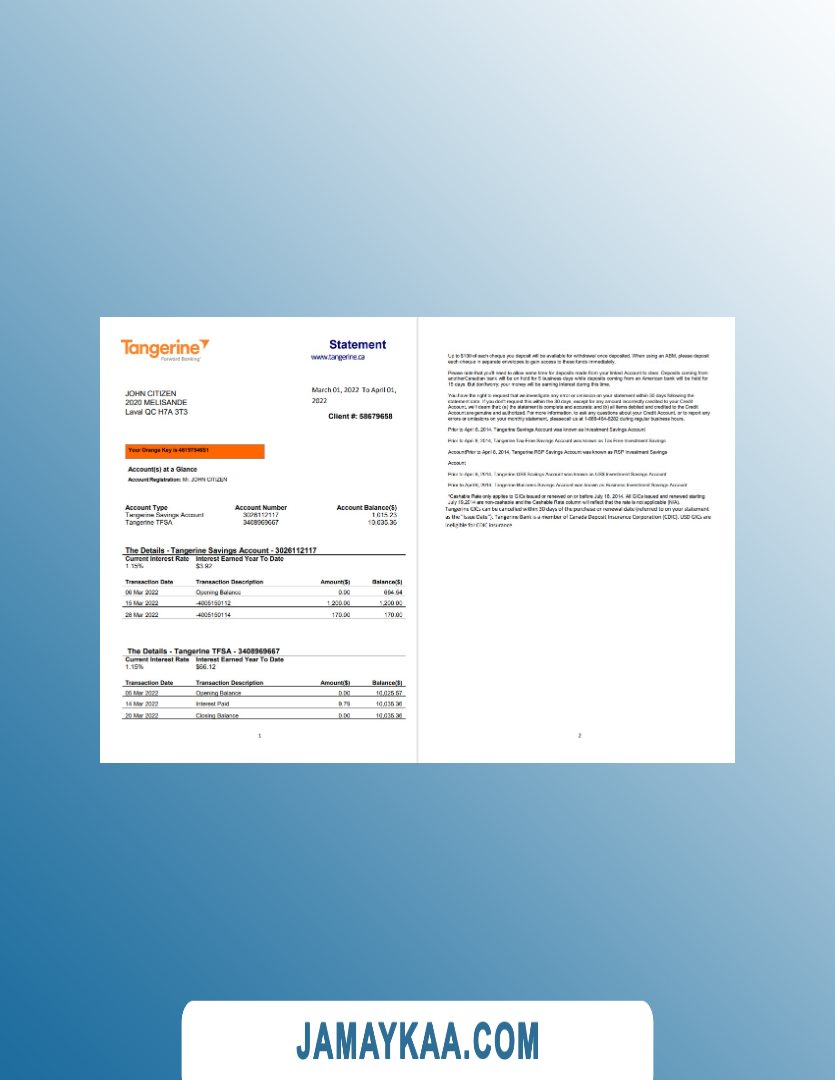 Tangerine
Forward Banking
Statement
www.tangerine.ca
JOHN CITIZEN
2020 MELISANDE
Laval QC H7A 3T3
March 01, 2022 To April 01,
2022
Client #: 58679658
Your Orange Key is 4619754651
Account(s) at a Glance
Account Registration: Mr. JOHN CITIZEN
Account Type Account Number Account Balance($)
Tangerine Savings Account 3026112117 1,015.23
Tangerine TFSA 3408969667 10,035.36
The Details - Tangerine Savings Account - 3026112117
Current Interest Rate Interest Earned Year To Date
1.15% $3.92
Transaction Date Transaction Description Amount($) Balance($)
06 Mar 2022 Opening Balance 0.00 664.64
15 Mar 2022 -4005150112 1,200.00 1,200.00
28 Mar 2022 -4005150114 170.00 170.00
The Details - Tangerine TFSA - 3408969667
Current Interest Rate Interest Earned Year To Date
1.15% $66.12
Transaction Date Transaction Description Amount($) Balance($)
05 Mar 2022 Opening Balance 0.00 10,025.57
14 Mar 2022 Interest Paid 9.79 10,035.36
20 Mar 2022 Closing Balance 0.00 10,035.36
1
Up to $100 of each cheque you deposit will be available for withdrawal once deposited. When using an ABM, please deposit
each cheque in separate envelopes to gain access to these funds immediately.
Please note that you'll need to allow some time for deposits made from your linked Account to clear. Deposits coming from
anotherCanadian bank will be on hold for 5 business days while deposits coming from an American bank will be held for
15 days. But don'tworry, your money will be earning interest during this time.
You have the right to request that we investigate any error or omission on your statement within 30 days following the
statement date. If you don't request this within the 30 days, except for any amount incorrectly credited to your Credit
Account, we'll deem that: (a) the statement is complete and accurate; and (b) all items debited and credited to the Credit
Account are genuine and authorized. For more information, to ask any questions about your Credit Account, or to report any
errors or omissions on your monthly statement, please call us at during regular business hours.
Prior to April 8, 2014, Tangerine Savings Account was known as Investment Savings Account
Prior to April 8, 2014, Tangerine Tax-Free Savings Account was known as Tax-Free Investment Savings
AccountPrior to April 8, 2014, Tangerine RSP Savings Account was known as RSP Investment Savings
Account
Prior to April 8, 2014, Tangerine US$ Savings Account was known as US$ Investment Savings Account
Prior to April 8, 2014, Tangerine Business Savings Account was known as Business Investment Savings Account
*Cashable Rate only applies to GICs issued or renewed on or before July 18, 2014. All GICs issued and renewed starting
July 19,2014 are non-cashable and the Cashable Rate column will reflect that the rate is not applicable (N/A).
Tangerine GICs can be cancelled within 30 days of the purchase or renewal date (referred to on your statement
as the "Issue Date"). Tangerine Bank is a member of Canada Deposit Insurance Corporation (CDIC). USD GICs are
ineligible for CDIC insurance
2
JAMAYKAA.COM